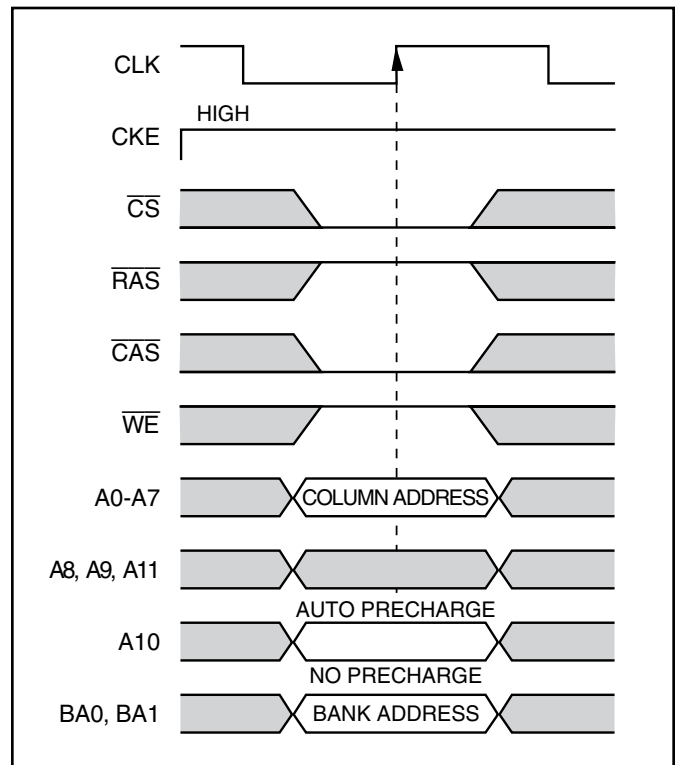 CLK
HIGH
CKE
CS
RAS
CAS
WE
A0-A7 COLUMN ADDRESS
A8, A9, A11
AUTO PRECHARGE
A10
NO PRECHARGE
BA0, BA1 BANK ADDRESS